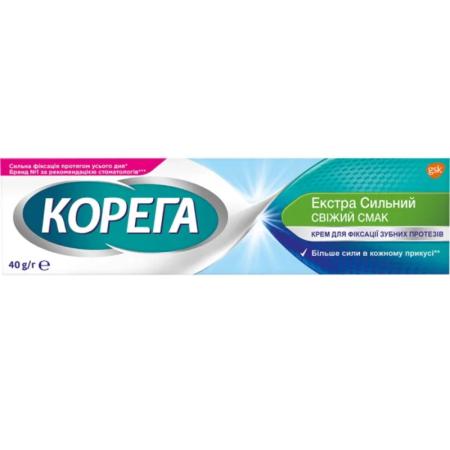 Сильна фіксація протягом усього дня*
Бренд №1 за рекомендацією стоматологів***
КОРЕГА
40 g/г ℮
gsk
Екстра Сильний
СВІЖИЙ СМАК
КРЕМ ДЛЯ ФІКСАЦІЇ ЗУБНИХ ПРОТЕЗІВ
✓ Більше сили в кожному прикусі**